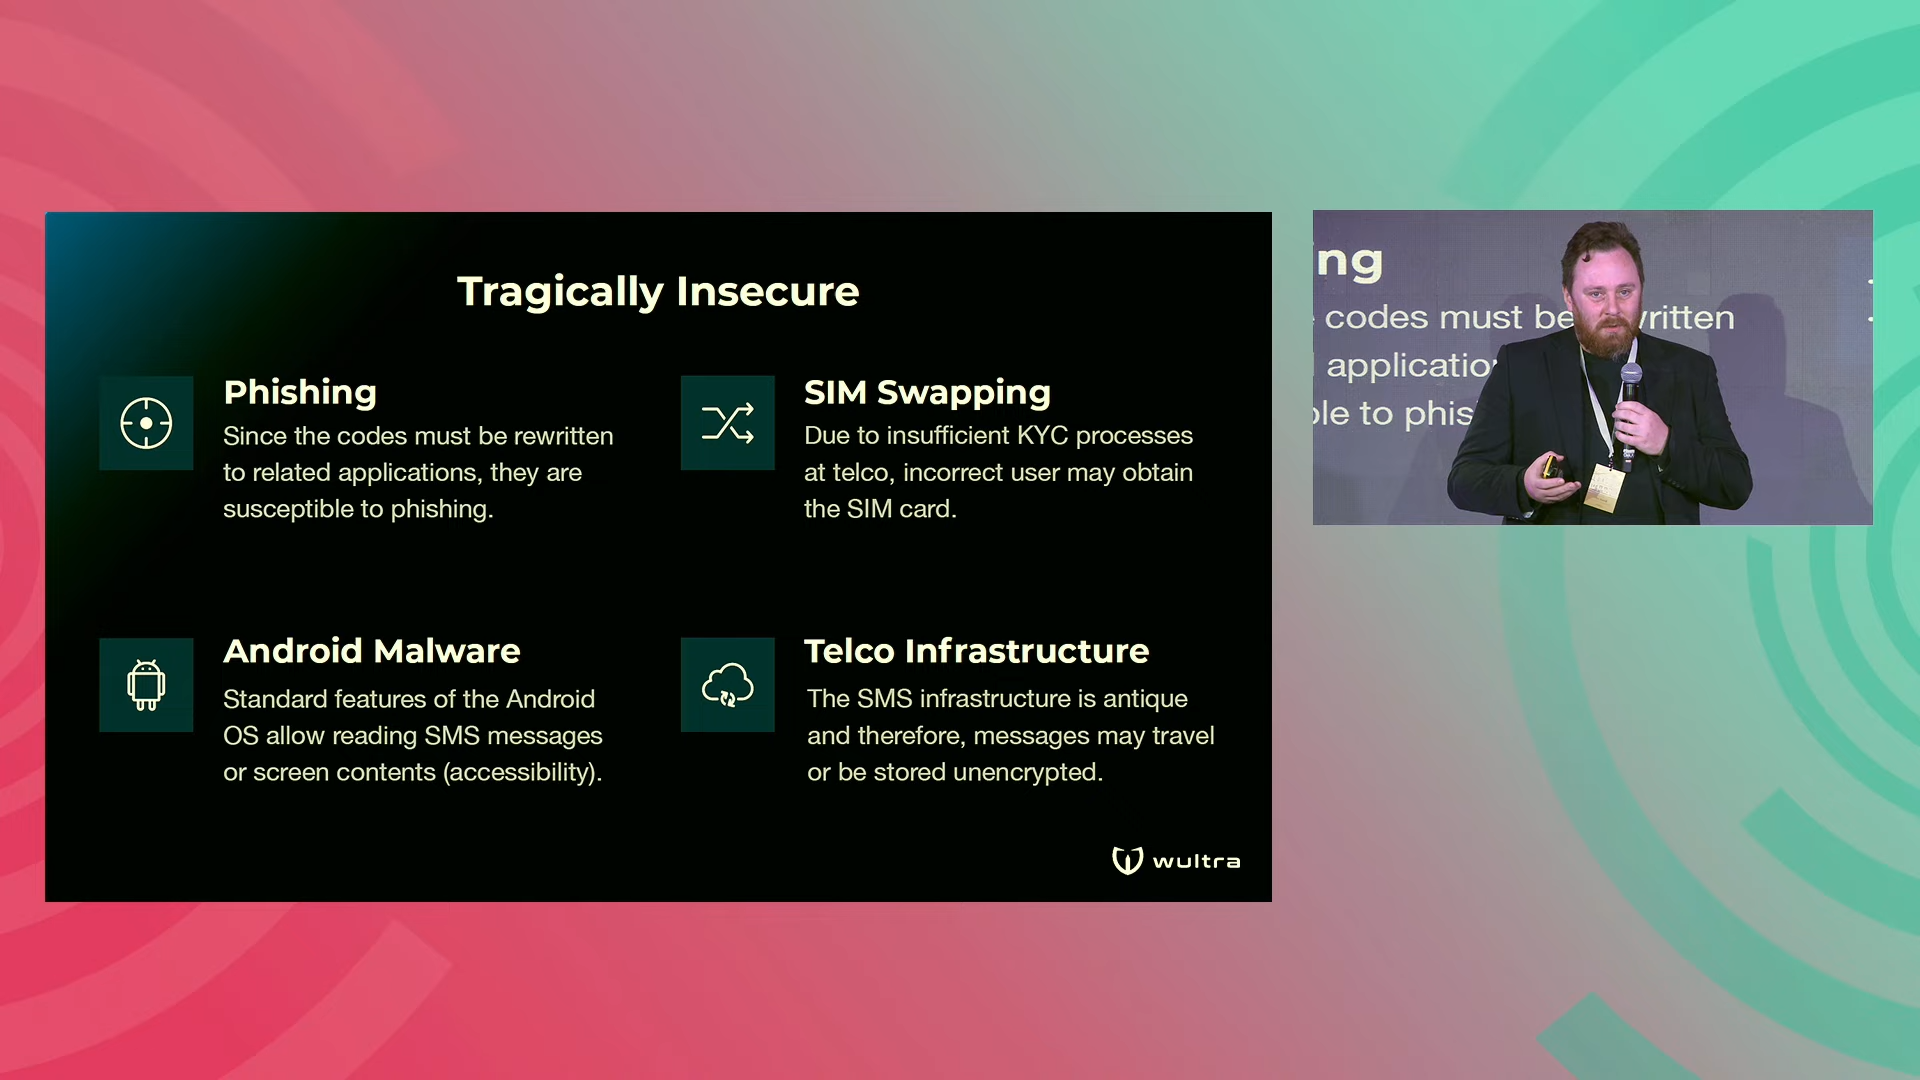 Tragically Insecure
Phishing
Since the codes must be rewritten
to related applications, they are
susceptible to phishing.
SIM Swapping
Due to insufficient KYC processes
at telco, incorrect user may obtain
the SIM card.
Android Malware
Standard features of the Android
OS allow reading SMS messages
or screen contents (accessibility).
Telco Infrastructure
The SMS infrastructure is antique
and therefore, messages may travel
or be stored unencrypted.
wultra
ng
codes must be written
applicatio
ble to phis